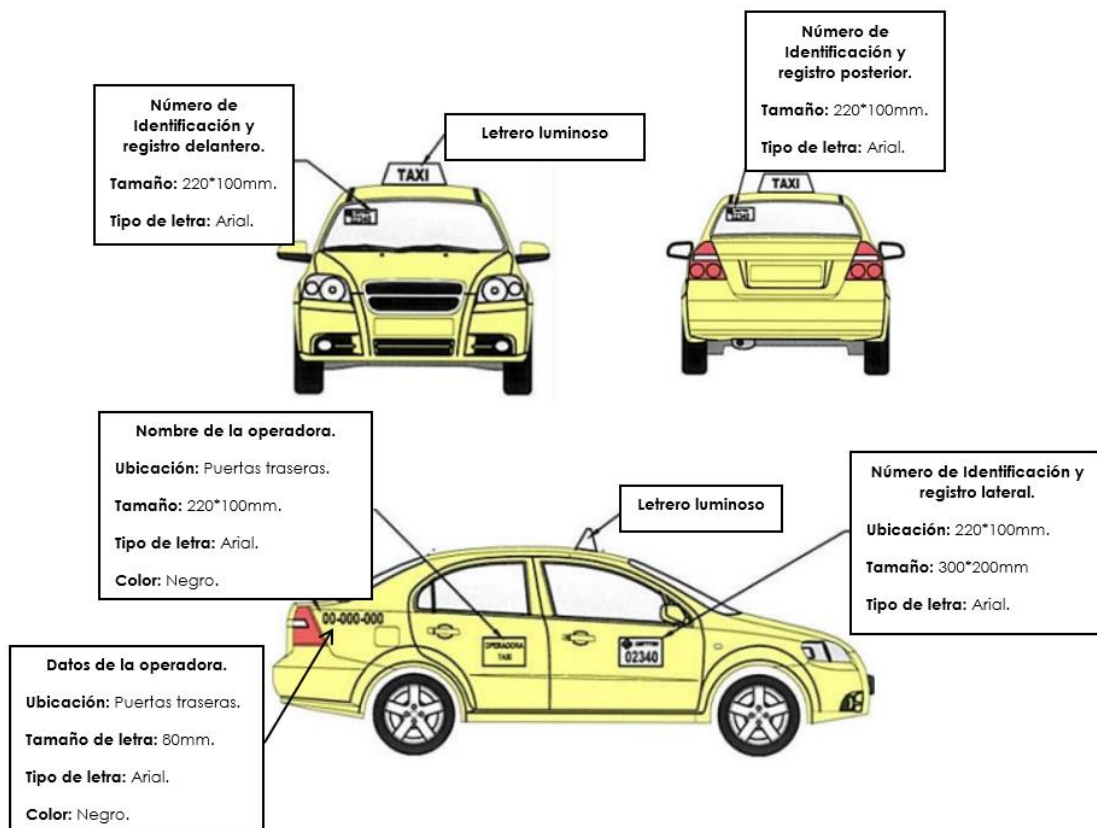 Número de
Identificación y
registro posterior.
Tamaño: 220*100mm.
Tipo de letra: Arial.
Número de
Identificación y
registro delantero.
Tamaño: 220*100mm.
Tipo de letra: Arial.
Letrero luminoso
TAXI
TAXI
02340
02340
Nombre de la operadora.
Ubicación: Puertas traseras.
Tamaño: 220*100mm.
Tipo de letra: Arial.
Color: Negro.
Letrero luminoso
Número de Identificación y
registro lateral.
Ubicación: 220*100mm.
Tamaño: 300*200mm
Tipo de letra: Arial.
00-000-000
OPERADORA
TAXI
02340
Datos de la operadora.
Ubicación: Puertas traseras.
Tamaño de letra: 80mm.
Tipo de letra: Arial.
Color: Negro.